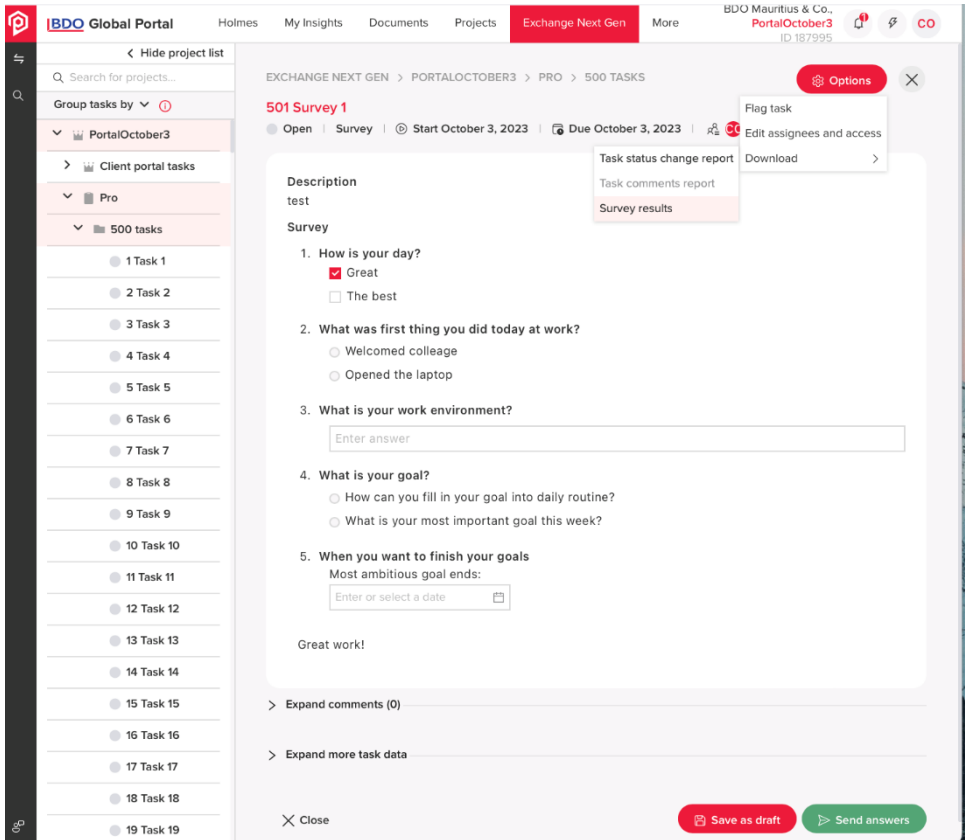 BDO Global Portal
Holmes
My Insights
Documents
Projects
Exchange Next Gen
More
BDO Mauritius & Co.,
PortalOctober3
ID 187995
1
CO
Hide project list
Search for projects...
Group tasks by
PortalOctober3
Client portal tasks
Pro
500 tasks
1 Task 1
2 Task 2
3 Task 3
4 Task 4
5 Task 5
6 Task 6
7 Task 7
8 Task 8
9 Task 9
10 Task 10
11 Task 11
12 Task 12
13 Task 13
14 Task 14
15 Task 15
16 Task 16
17 Task 17
18 Task 18
19 Task 19
EXCHANGE NEXT GEN > PORTALOCTOBER3 > PRO > 500 TASKS
Options
501 Survey 1
Open
Survey
Start October 3, 2023
Due October 3, 2023
Flag task
Edit assignees and access
Download
Task status change report
Task comments report
Survey results
Description
test
Survey
1. How is your day?
Great
The best
2. What was first thing you did today at work?
Welcomed colleage
Opened the laptop
3. What is your work environment?
Enter answer
4. What is your goal?
How can you fill in your goal into daily routine?
What is your most important goal this week?
5. When you want to finish your goals
Most ambitious goal ends:
Enter or select a date
Great work!
Expand comments (0)
Expand more task data
Close
Save as draft
Send answers